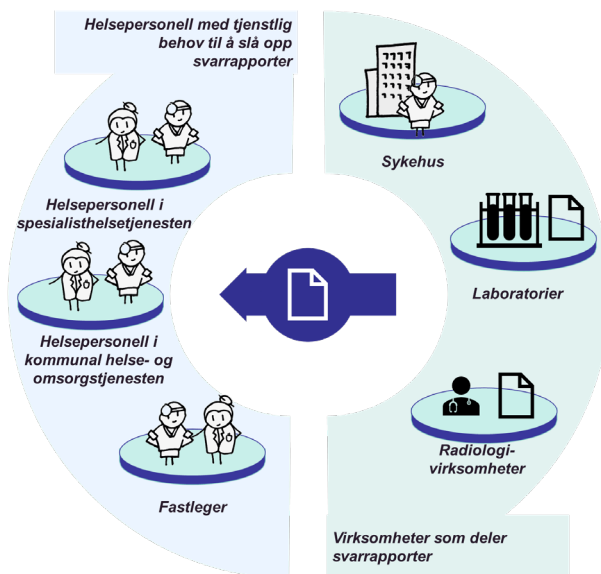 Helsepersonell med tjenstlig
behov til å slå opp
svarrapporter
Helsepersonell i
spesialisthelsetjenesten
Helsepersonell i
kommunal helse- og
omsorgstjenesten
Fastleger
Sykehus
Laboratorier
Radiologi-
virksomheter
Virksomheter som deler
svarrapporter